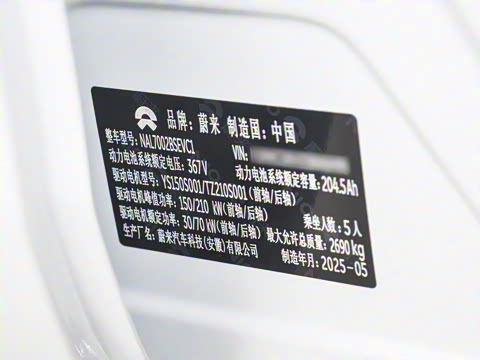 品牌：蔚来 制造国：中国
整车型号：NAL7002BSEVC1 VIN:
动力电池系统额定电压：367V 动力电池系统额定容量：204.5Ah
驱动电机型号：YS150S001/TZ210S001（前轴/后轴）
驱动电机峰值功率：150/210 kW（前轴/后轴） 乘坐人数：5人
驱动电机额定功率：30/70 kW（前轴/后轴） 最大允许总质量：2690kg
生产厂名：蔚来汽车科技（安徽）有限公司 制造年月：2025-05